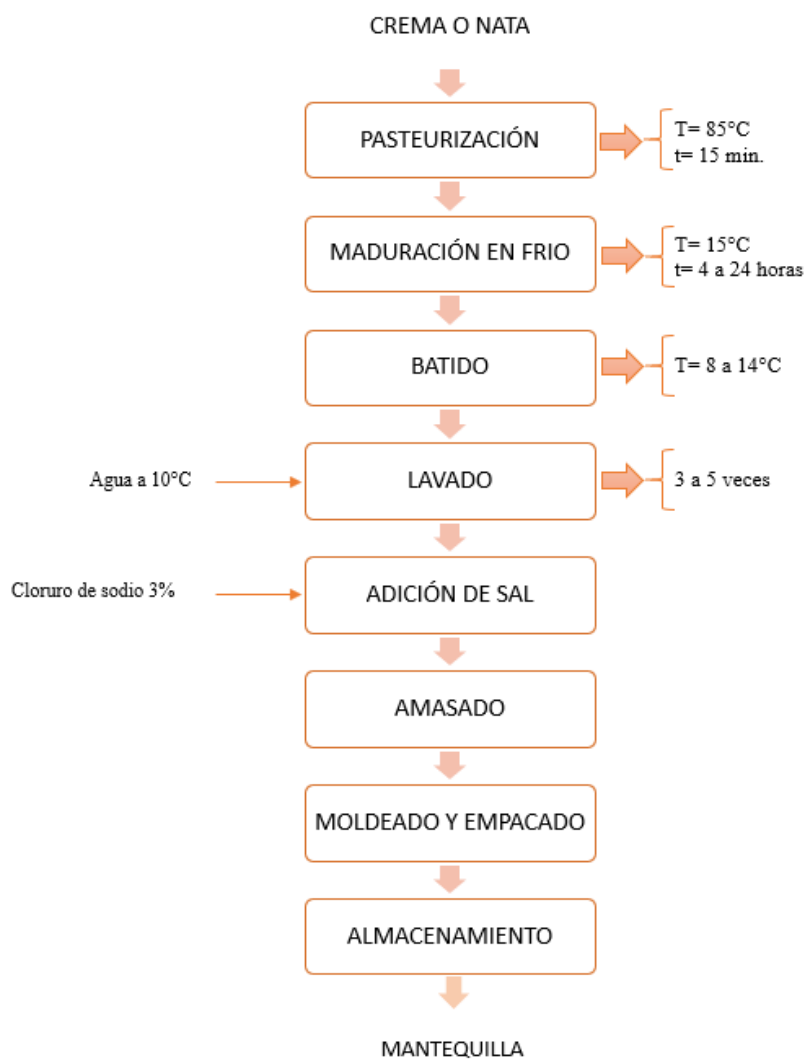 CREMA O NATA
PASTEURIZACIÓN
T= 85°C
t= 15 min.
MADURACIÓN EN FRIO
T= 15°C
t= 4 a 24 horas
BATIDO
T= 8 a 14°C
Agua a 10°C
LAVADO
3 a 5 veces
Cloruro de sodio 3%
ADICIÓN DE SAL
AMASADO
MOLDEADO Y EMPACADO
ALMACENAMIENTO
MANTEQUILLA